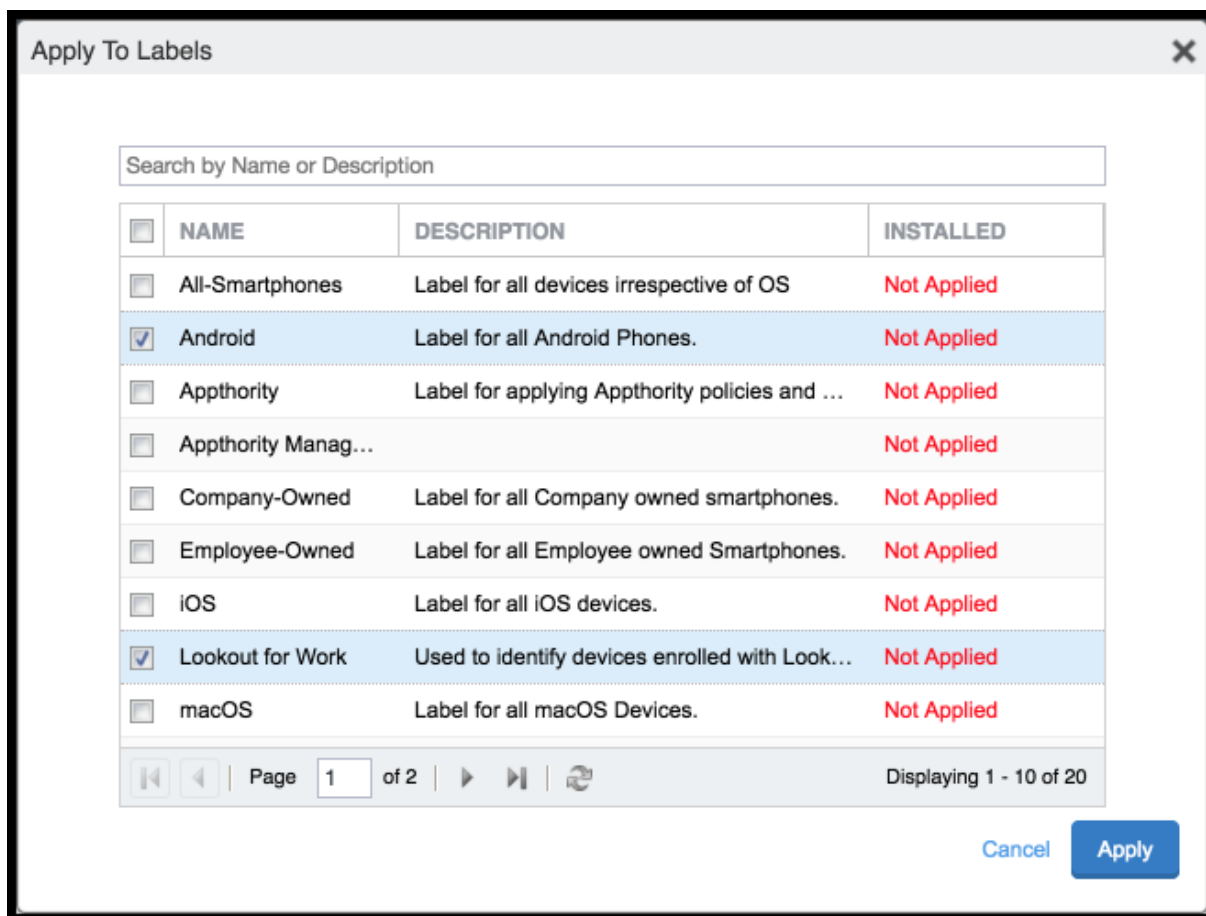 Apply To Labels
Search by Name or Description
NAME DESCRIPTION INSTALLED
All-Smartphones Label for all devices irrespective of OS Not Applied
Android Label for all Android Phones. Not Applied
Appthority Label for applying Appthority policies and ... Not Applied
Appthority Manag... Not Applied
Company-Owned Label for all Company owned smartphones. Not Applied
Employee-Owned Label for all Employee owned Smartphones. Not Applied
iOS Label for all iOS devices. Not Applied
Lookout for Work Used to identify devices enrolled with Look... Not Applied
macOS Label for all macOS Devices. Not Applied
Page 1 of 2 Displaying 1 - 10 of 20
Cancel Apply